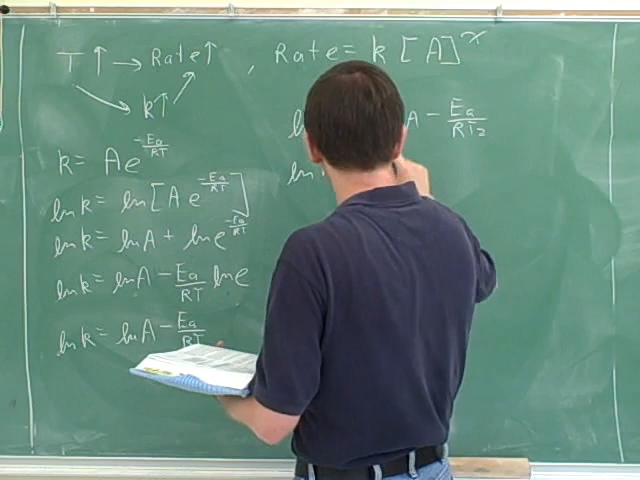 T ↑ → Rate ↑ , Rate = k [A]^x
k ↑
k = Ae^(-Ea/RT)
ln k = ln [A e^(-Ea/RT)]
ln k = ln A + ln e^(-Ea/RT)
ln k = ln A - Ea/RT ln e
ln k = ln A - Ea/RT
A - Ea/RT₂
ln